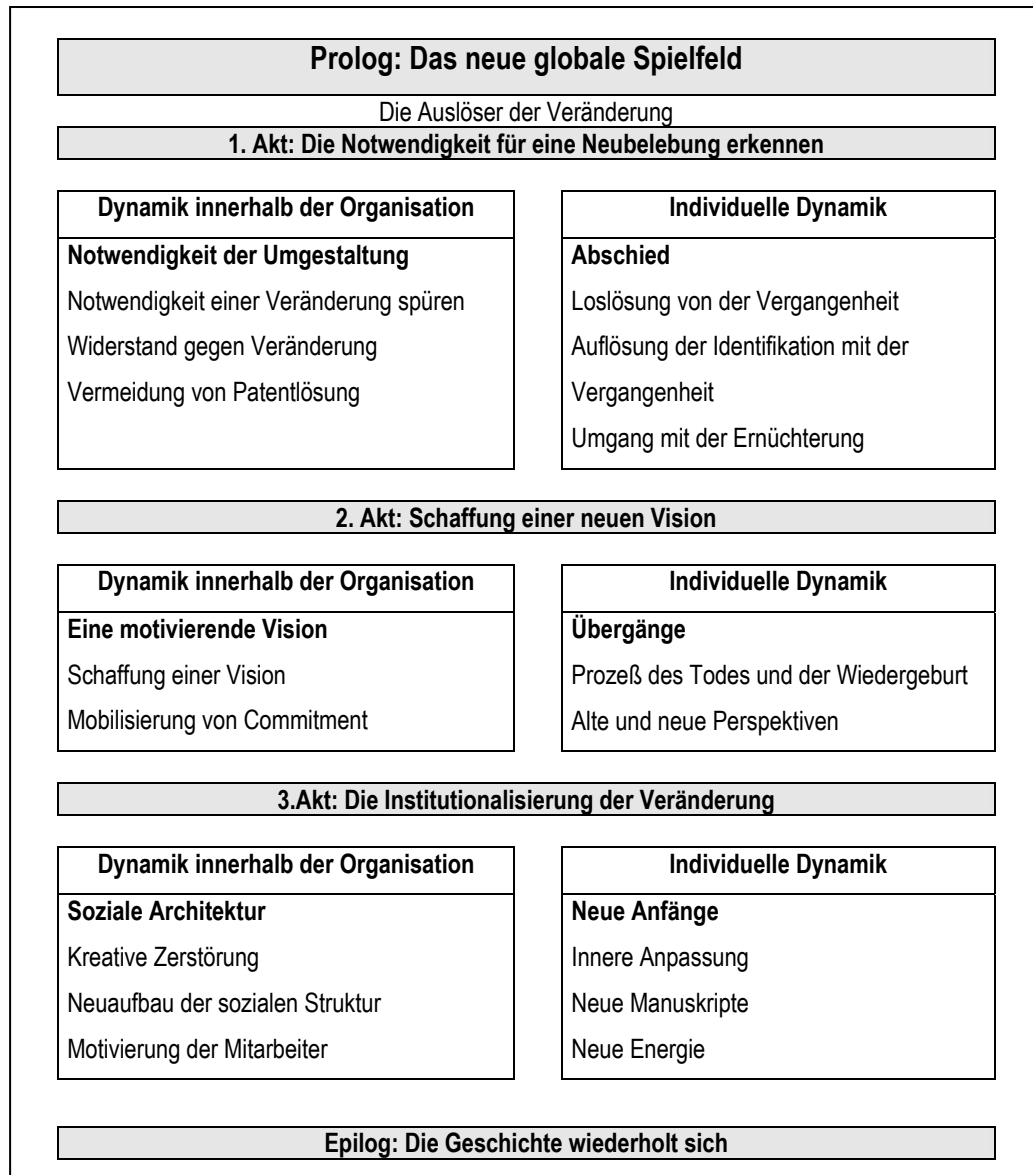 Prolog: Das neue globale Spielfeld
Die Auslöser der Veränderung
1. Akt: Die Notwendigkeit für eine Neubelebung erkennen
Dynamik innerhalb der Organisation
Notwendigkeit der Umgestaltung
Notwendigkeit einer Veränderung spüren
Widerstand gegen Veränderung
Vermeidung von Patentlösung
Individuelle Dynamik
Abschied
Loslösung von der Vergangenheit
Auflösung der Identifikation mit der
Vergangenheit
Umgang mit der Ernüchterung
2. Akt: Schaffung einer neuen Vision
Dynamik innerhalb der Organisation
Eine motivierende Vision
Schaffung einer Vision
Mobilisierung von Commitment
Individuelle Dynamik
Übergänge
Prozeß des Todes und der Wiedergeburt
Alte und neue Perspektiven
3.Akt: Die Institutionalisierung der Veränderung
Dynamik innerhalb der Organisation
Soziale Architektur
Kreative Zerstörung
Neuaufbau der sozialen Struktur
Motivierung der Mitarbeiter
Individuelle Dynamik
Neue Anfänge
Innere Anpassung
Neue Manuskripte
Neue Energie
Epilog: Die Geschichte wiederholt sich